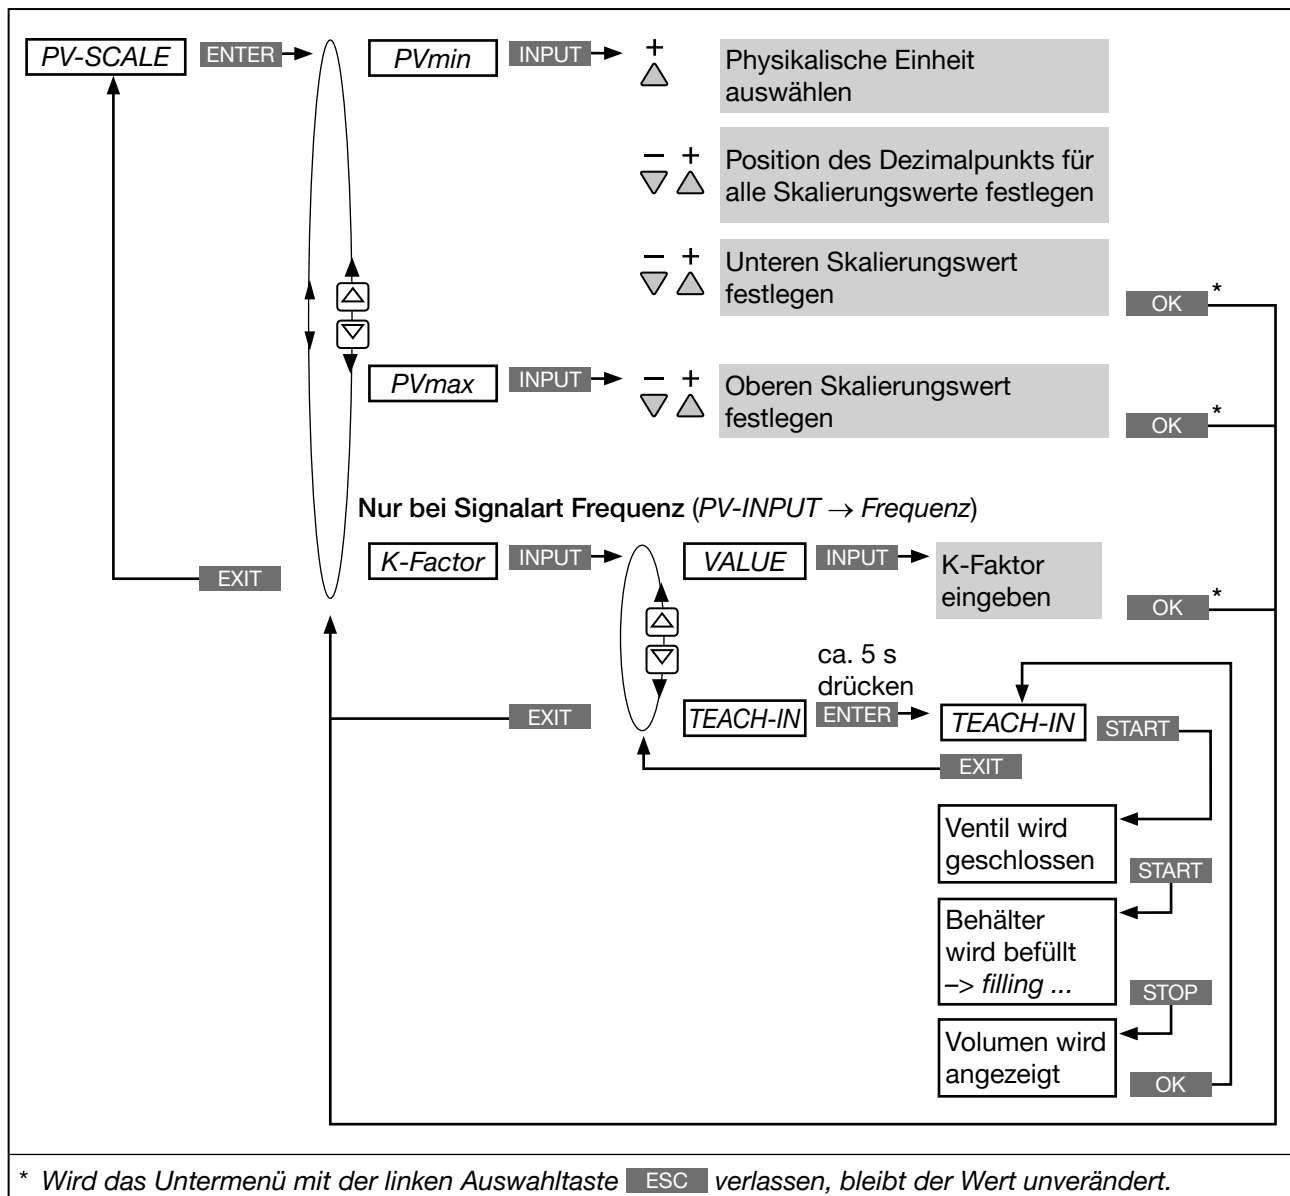 PV-SCALE ENTER PVmin INPUT + Physikalische Einheit
auswählen
– + Position des Dezimalpunkts für
alle Skalierungswerte festlegen
– + Unteren Skalierungswert
festlegen
OK *
PVmax INPUT – + Oberen Skalierungswert
festlegen
OK *
Nur bei Signalart Frequenz (PV-INPUT → Frequenz)
K-Factor INPUT VALUE INPUT K-Faktor
eingeben
EXIT
OK *
ca. 5 s
drücken
EXIT TEACH-IN ENTER TEACH-IN START
EXIT
Ventil wird
geschlossen
START
Behälter
wird befüllt
–> filling ...
STOP
Volumen wird
angezeigt
OK
* Wird das Untermenü mit der linken Auswahltaste ESC verlassen, bleibt der Wert unverändert.